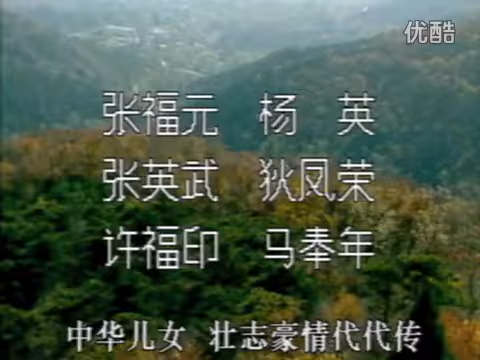 优酷
张福元 杨 英
张英武 狄凤荣
许福印 马奉年
中华儿女 壮志豪情代代传